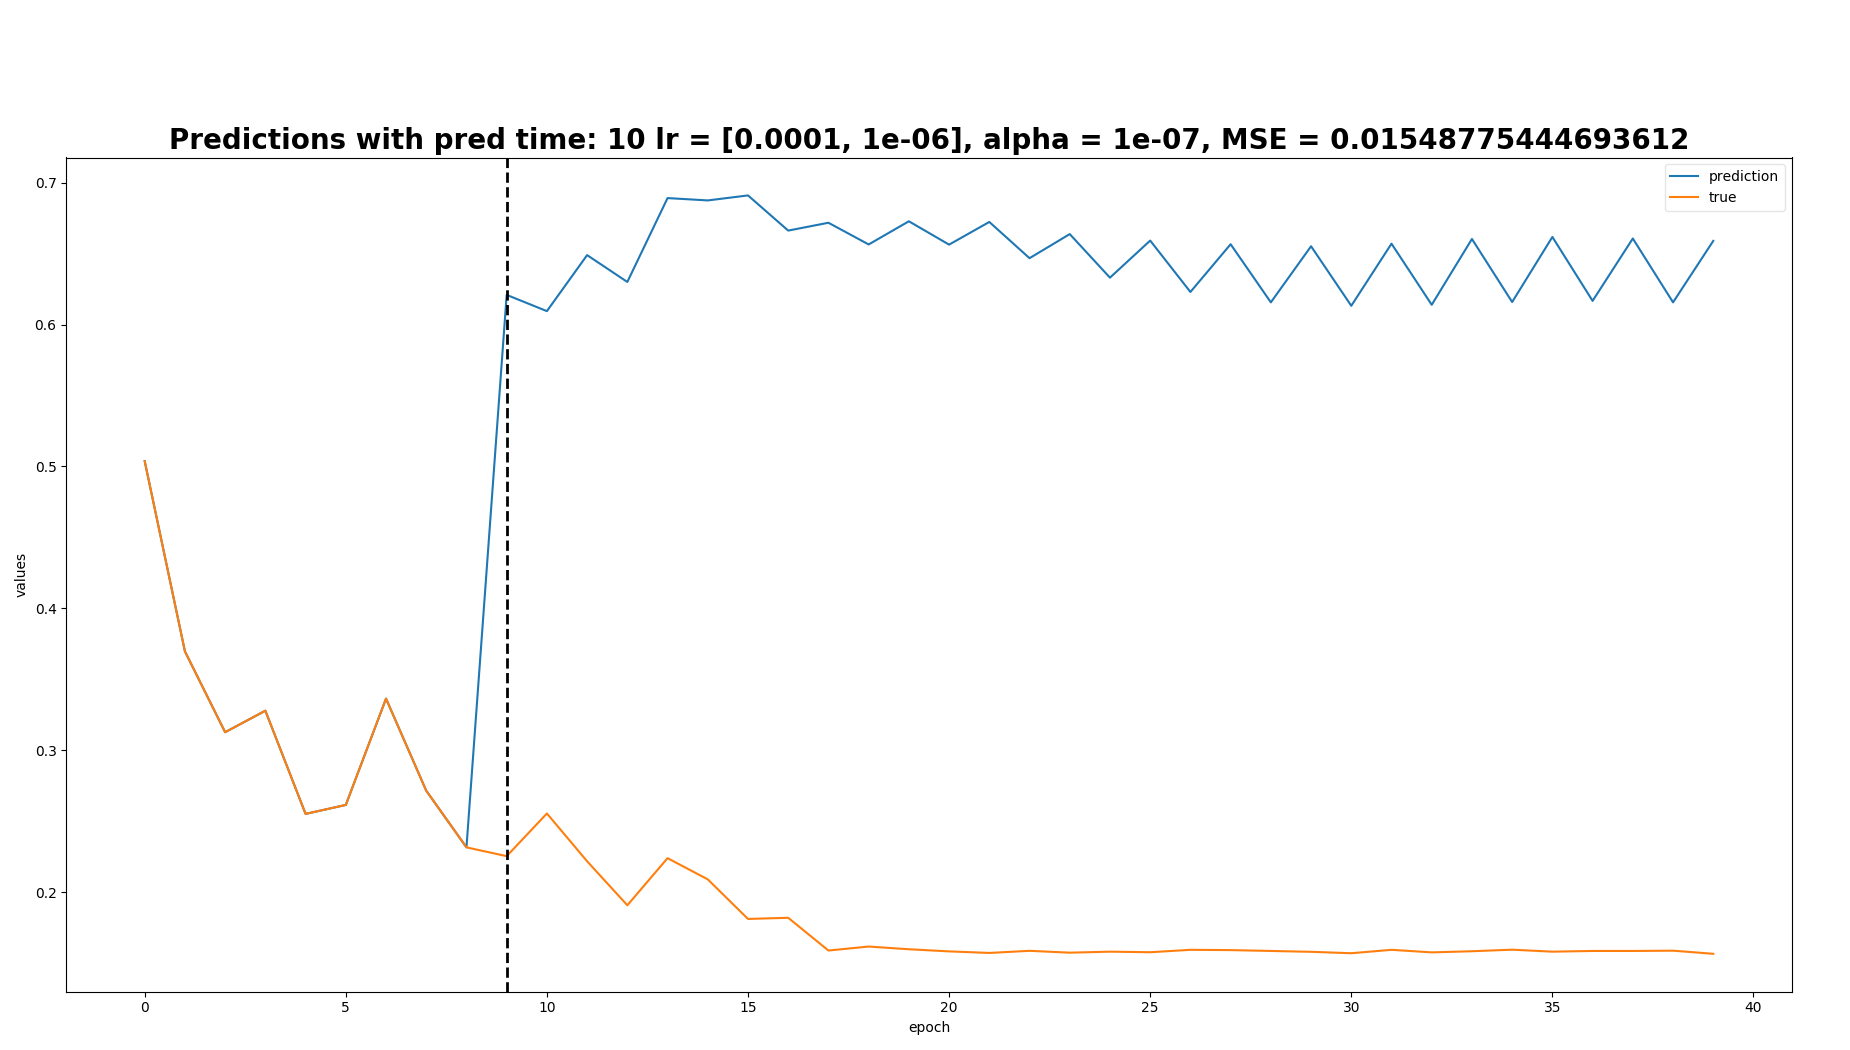 Predictions with pred time: 10 lr = [0.0001, 1e-06], alpha = 1e-07, MSE = 0.01548775444693612
prediction
true
0.7
0.6
0.5
0.4
0.3
0.2
values
0 5 10 15 20 25 30 35 40
epoch